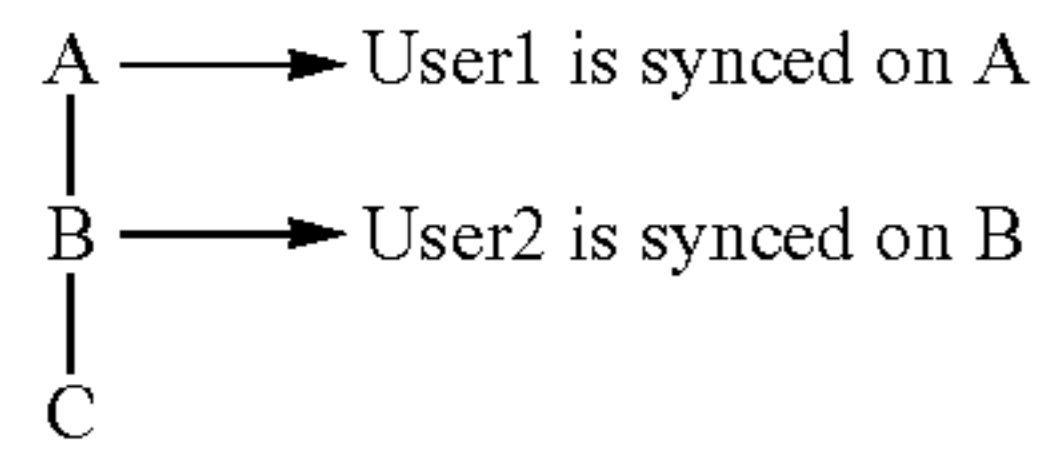 A User1 is synced on A
B User2 is synced on B
C